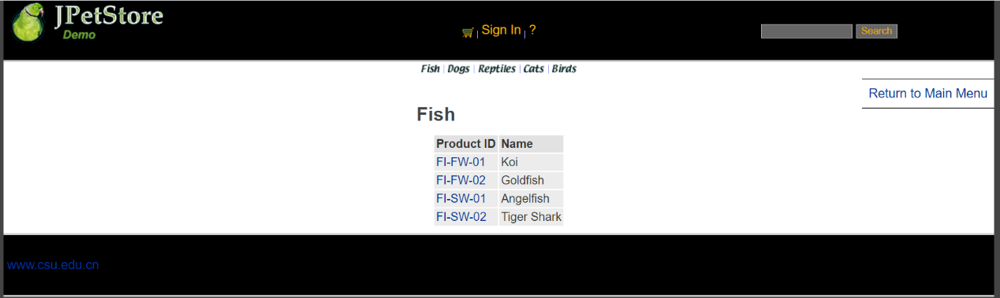 JPetStore
Demo
Sign In | ?
Search
Fish | Dogs | Reptiles | Cats | Birds
Return to Main Menu
Fish
Product ID Name
FI-FW-01 Koi
FI-FW-02 Goldfish
FI-SW-01 Angelfish
FI-SW-02 Tiger Shark
www.csu.edu.cn